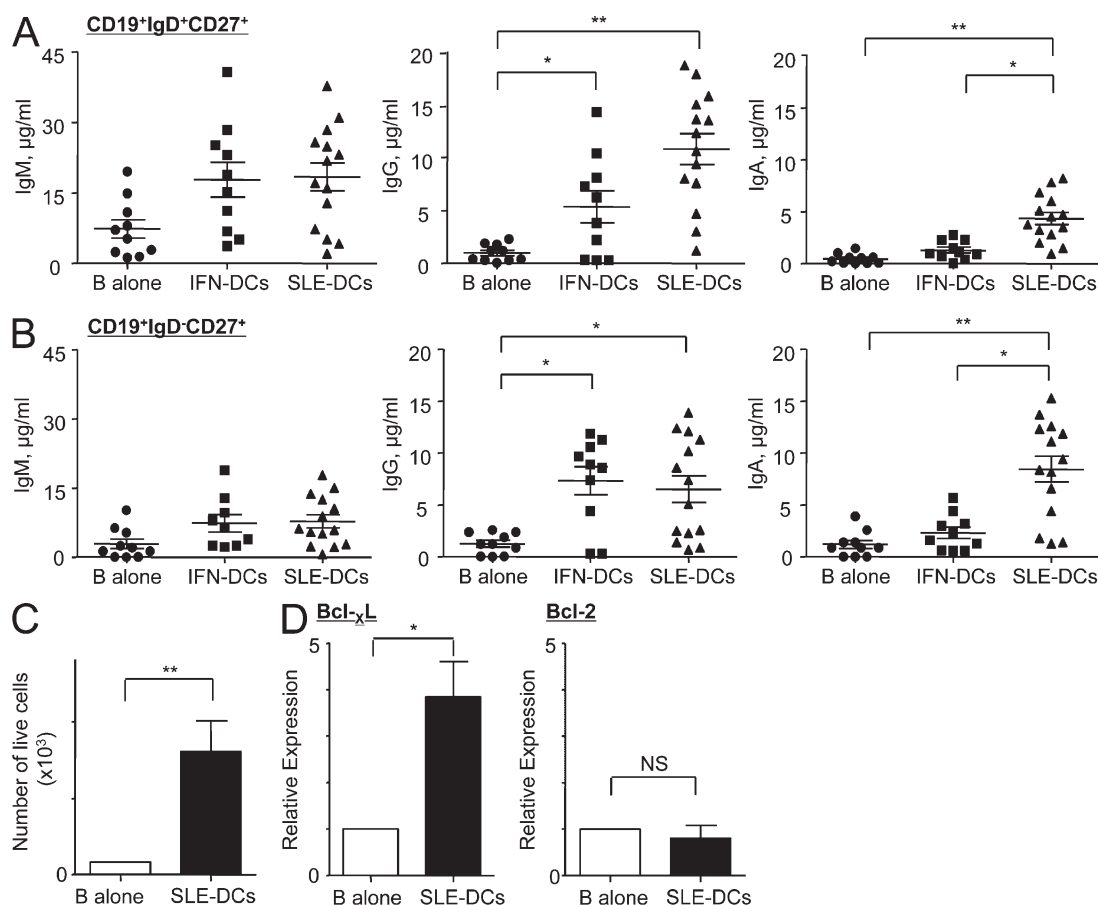 A
CD19+IgD+CD27+
45
30
15
0
IgM, µg/ml
B alone IFN-DCs SLE-DCs
20
15
10
5
0
IgG, µg/ml
*
**
B alone IFN-DCs SLE-DCs
20
15
10
5
0
IgA, µg/ml
**
*
B alone IFN-DCs SLE-DCs
B
CD19+IgD-CD27+
45
30
15
0
IgM, µg/ml
B alone IFN-DCs SLE-DCs
20
15
10
5
0
IgG, µg/ml
*
*
B alone IFN-DCs SLE-DCs
20
15
10
5
0
IgA, µg/ml
**
*
B alone IFN-DCs SLE-DCs
C
Number of live cells
(x10³)
0
**
B alone SLE-DCs
D
Bcl-xL
5
0
Relative Expression
*
B alone SLE-DCs
Bcl-2
5
0
Relative Expression
NS
B alone SLE-DCs